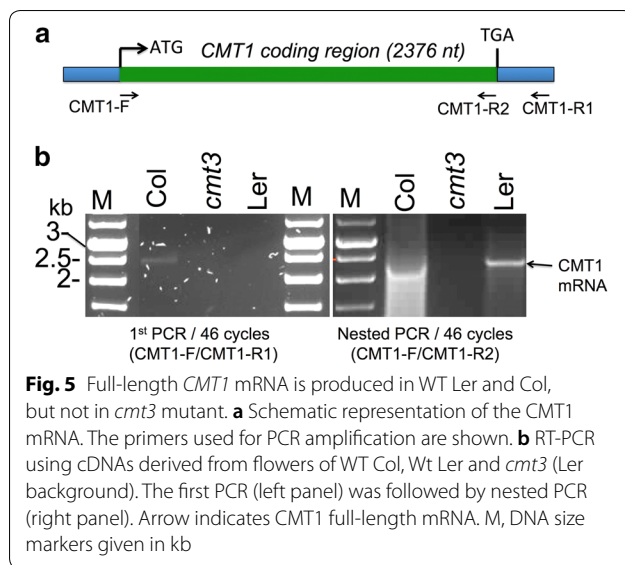 a
ATG
CMT1 coding region (2376 nt)
TGA
CMT1-F
CMT1-R2
CMT1-R1
b
kb
M
Col
cmt3
Ler
M
M
Col
cmt3
Ler
3-
2.5-
2-
CMT1
mRNA
1st PCR / 46 cycles
(CMT1-F/CMT1-R1)
Nested PCR / 46 cycles
(CMT1-F/CMT1-R2)
Fig. 5 Full-length CMT1 mRNA is produced in WT Ler and Col,
but not in cmt3 mutant. a Schematic representation of the CMT1
mRNA. The primers used for PCR amplification are shown. b RT-PCR
using cDNAs derived from flowers of WT Col, Wt Ler and cmt3 (Ler
background). The first PCR (left panel) was followed by nested PCR
(right panel). Arrow indicates CMT1 full-length mRNA. M, DNA size
markers given in kb